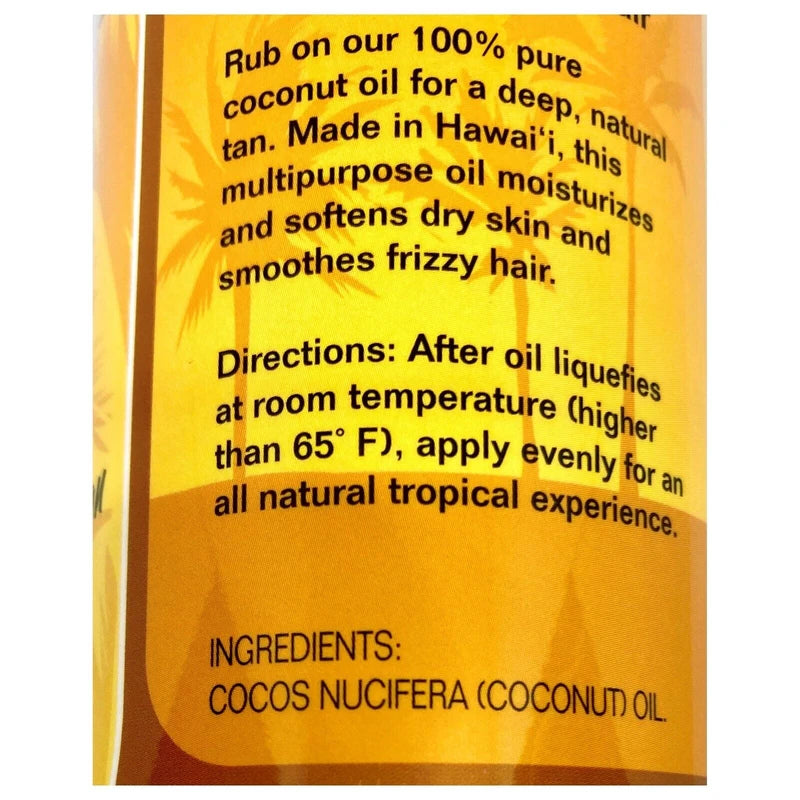 Rub on our 100% pure
coconut oil for a deep, natural
tan. Made in Hawaiʻi, this
multipurpose oil moisturizes
and softens dry skin and
smoothes frizzy hair.
Directions: After oil liquefies
at room temperature (higher
than 65° F), apply evenly for an
all natural tropical experience.
INGREDIENTS:
COCOS NUCIFERA (COCONUT) OIL.